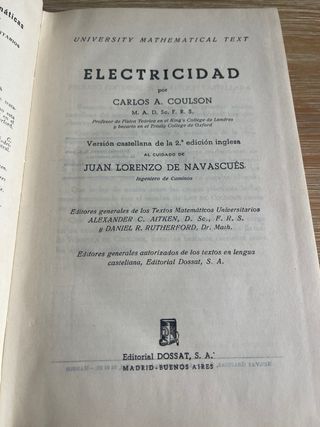 máticas
UNIVERSITY MATHEMATICAL TEXT
ELECTRICIDAD
por
CARLOS A. COULSON
M. A. D. Sc. F. R. S.
Profesor de Física Teórica en el King's College de Londres
y becario en el Trinity College de Oxford
Versión castellana de la 2.ª edición inglesa
AL CUIDADO DE
JUAN LORENZO DE NAVASCUÉS
Ingeniero de Caminos
Editores generales de los Textos Matemáticos Universitarios
ALEXANDER C. AITKEN, D. Sc., F. R. S.
y DANIEL R. RUTHERFORD, Dr. Math.
Editores generales autorizados de los textos en lengua
castellana, Editorial Dossat, S. A.
Editorial DOSSAT, S. A.
MADRID-BUENOS AIRES